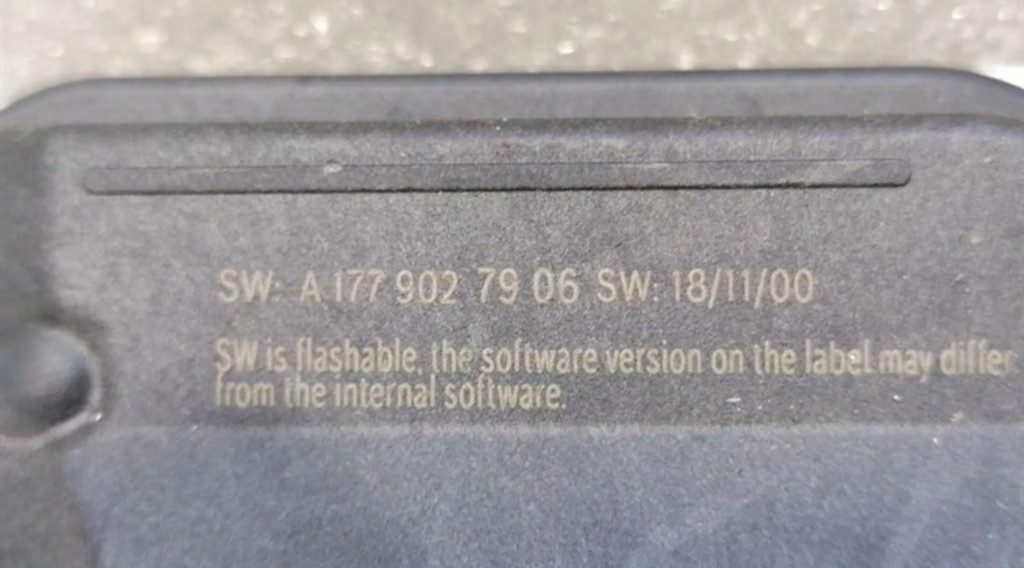 SW: A 177 902 79 06 SW: 18/11/00
SW is flashable, the software version on the label may differ
from the internal software.